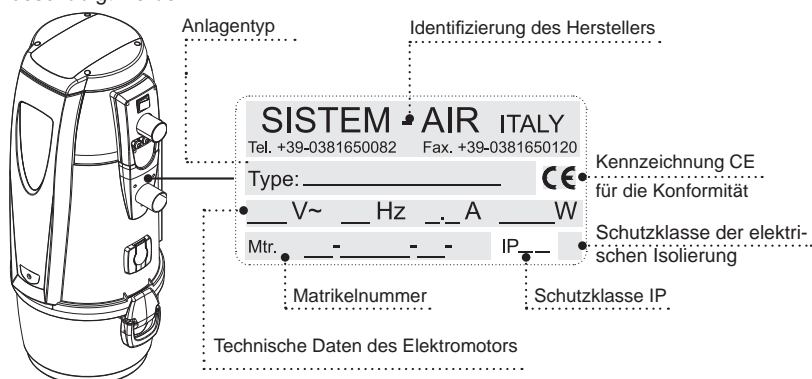 Anlagentyp
Identifizierung des Herstellers
SISTEM - AIR ITALY
Tel. +39-0381650082 Fax. +39-0381650120
Type: CE
V~ Hz . A W
Mtr. - - - IP
Kennzeichnung CE
für die Konformität
Schutzklasse der elektri-
schen Isolierung
Matrikelnummer
Schutzklasse IP
Technische Daten des Elektromotors